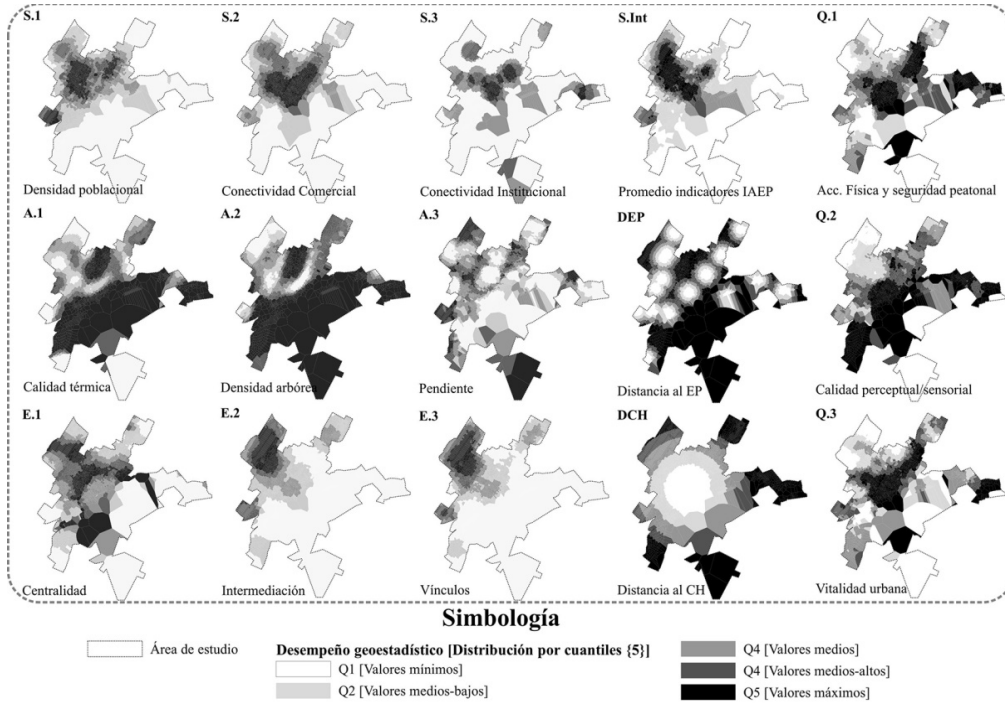 S.1
S.2
S.3
S.Int
Q.1
Densidad poblacional
Conectividad Comercial
Conectividad Institucional
Promedio indicadores IAEP
Acc. Física y seguridad peatonal
A.1
A.2
A.3
DEP
Q.2
Calidad térmica
Densidad arbórea
Pendiente
Distancia al EP
Calidad perceptual/sensorial
E.1
E.2
E.3
DCH
Q.3
Centralidad
Intermediación
Vínculos
Distancia al CH
Vitalidad urbana
Simbología
Área de estudio
Desempeño geoestadístico [Distribución por cuantiles {5}]
Q1 [Valores mínimos]
Q2 [Valores medios-bajos]
Q4 [Valores medios]
Q4 [Valores medios-altos]
Q5 [Valores máximos]